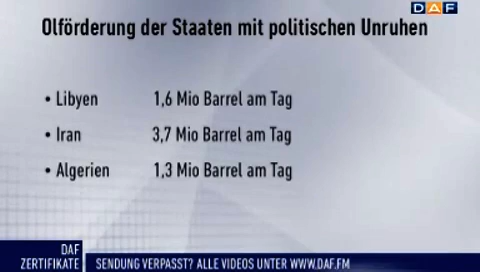 DAF
Olförderung der Staaten mit politischen Unruhen
• Libyen 1,6 Mio Barrel am Tag
• Iran 3,7 Mio Barrel am Tag
• Algerien 1,3 Mio Barrel am Tag
DAF
ZERTIFIKATE
SENDUNG VERPASST? ALLE VIDEOS UNTER WWW.DAF.FM